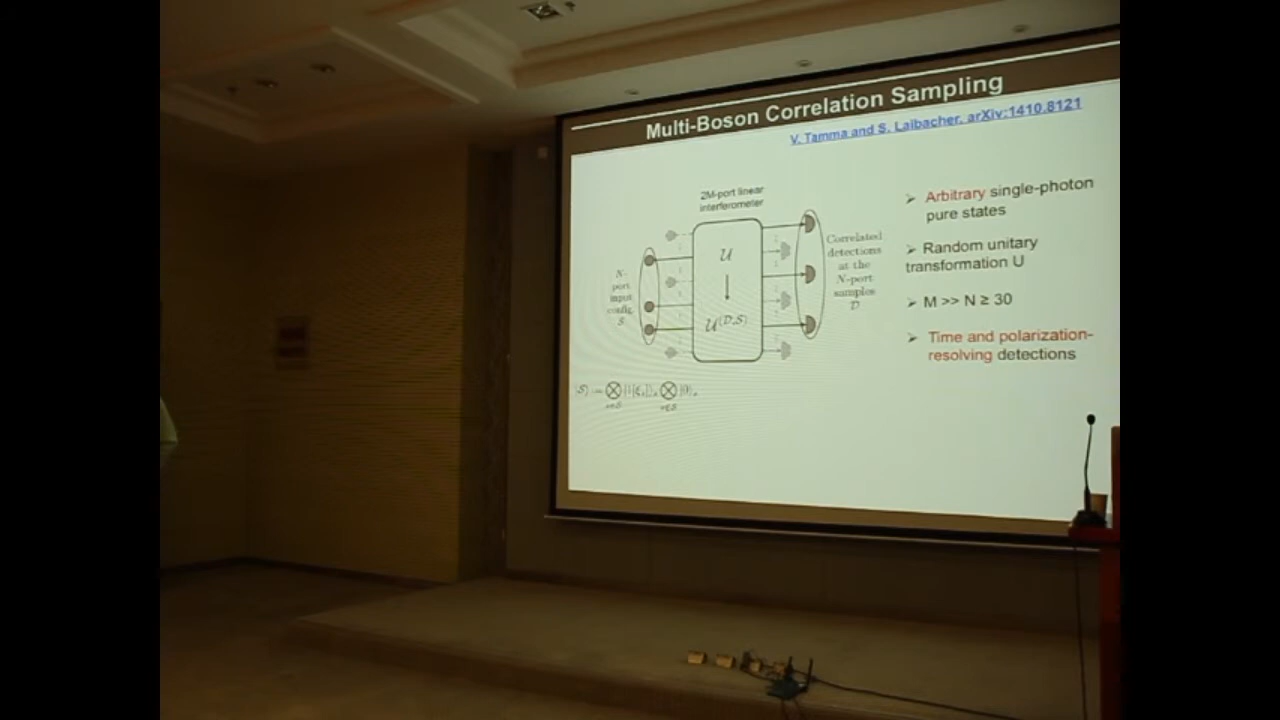 Multi-Boson Correlation Sampling
V. Tamma and S. Laibacher, arXiv:1410.8121
2M-port linear
interferometer
N-
port
input
config.
S
U
U(D,S)
Correlated
detections
at the
N-port
samples
D
➢ Arbitrary single-photon
pure states
➢ Random unitary
transformation U
➢ M >> N ≥ 30
➢ Time and polarization-
resolving detections